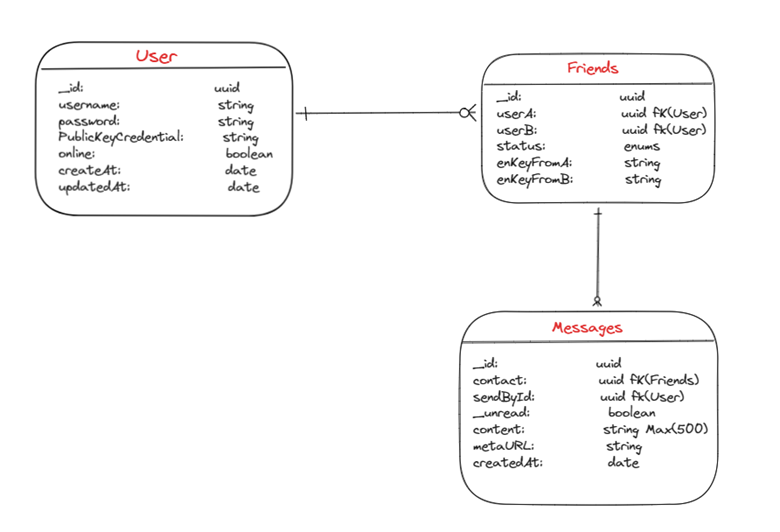 User
_id: uuid
username: string
password: string
PublicKeyCredential: string
online: boolean
createAt: date
updatedAt: date
Friends
_id: uuid
userA: uuid fK(User)
userB: uuid fk(User)
status: enums
enKeyFromA: string
enKeyFromB: string
Messages
_id: uuid
contact: uuid fK(Friends)
sendById: uuid fk(User)
_unread: boolean
content: string Max(500)
metaURL: string
createdAt: date